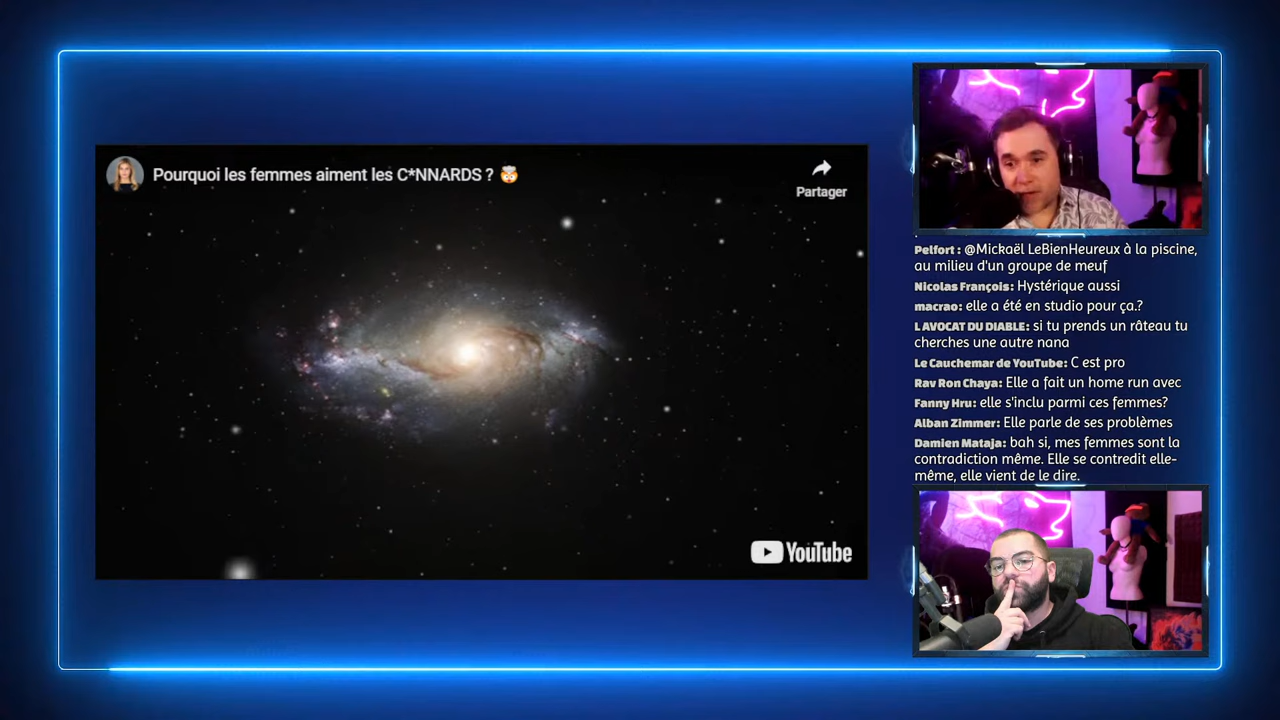 Pourquoi les femmes aiment les C*NNARDS ? 🤯
Partager
YouTube
Pelfort : @Mickaël LeBienHeureux à la piscine,
au milieu d'un groupe de meuf
Nicolas François : Hystérique aussi
macrao : elle a été en studio pour ça.?
L AVOCAT DU DIABLE : si tu prends un râteau tu
cherches une autre nana
Le Cauchemar de YouTube : C est pro
Rav Ron Chaya : Elle a fait un home run avec
Fanny Hru : elle s'inclu parmi ces femmes?
Alban Zimmer : Elle parle de ses problèmes
Damien Mataja : bah si, mes femmes sont la
contradiction même. Elle se contredit elle-
même, elle vient de le dire.